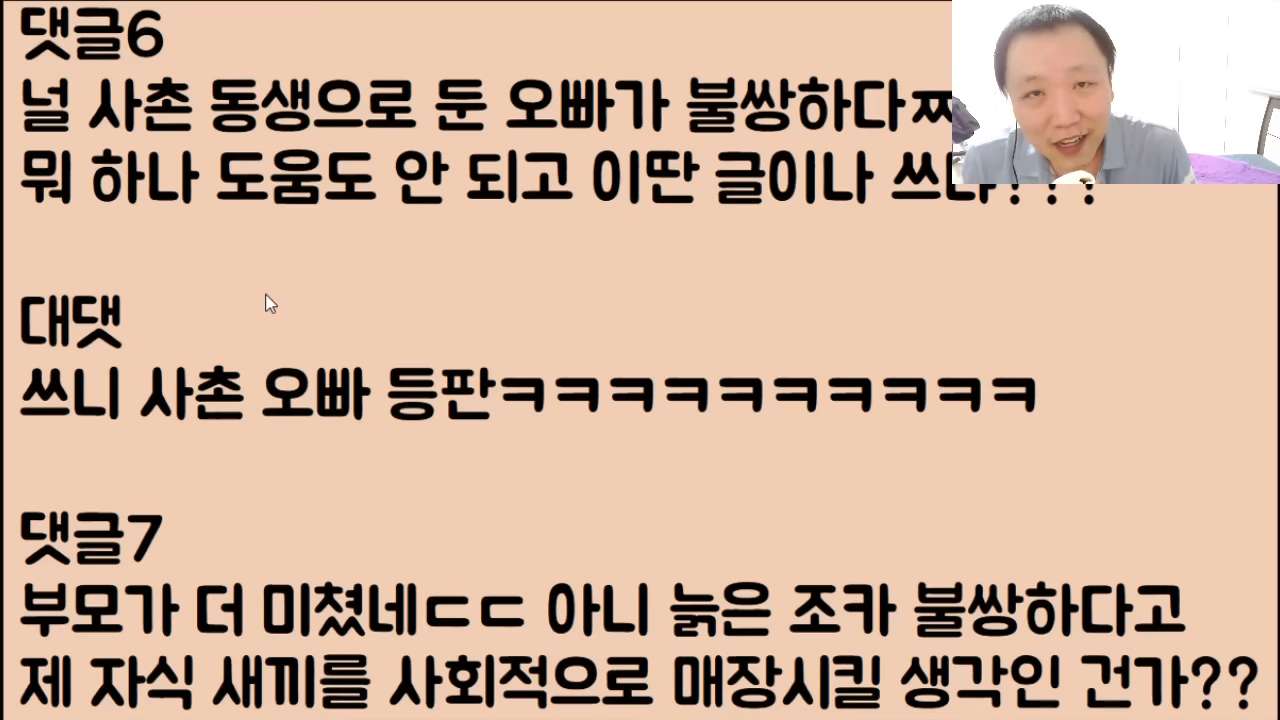 댓글6
널 사촌 동생으로 둔 오빠가 불쌍하다ㅉ
뭐 하나 도움도 안 되고 이딴 글이나 쓰냐???
대댓
쓰니 사촌 오빠 등판ㅋㅋㅋㅋㅋㅋㅋㅋㅋㅋ
댓글7
부모가 더 미쳤네ㄷㄷ 아니 늙은 조카 불쌍하다고
제 자식 새끼를 사회적으로 매장시킬 생각인 건가??